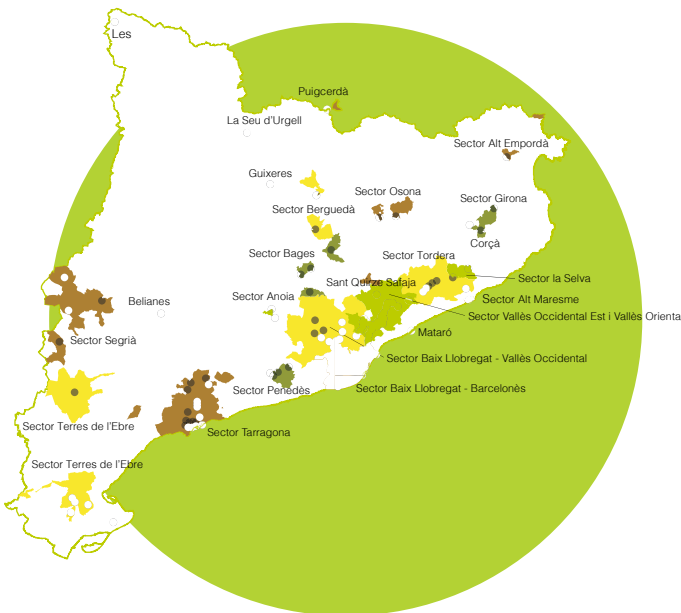 Les
Puigcerdà
La Seu d'Urgell
Sector Alt Empordà
Guixeres
Sector Osona
Sector Girona
Sector Berguedà
Corçà
Sector Bages
Sector Tordera
Sant Quirze Safaja
Sector la Selva
Sector Anoia
Belianes
Sector Alt Maresme
Sector Vallès Occidental Est i Vallès Orienta
Mataró
Sector Segrià
Sector Baix Llobregat - Vallès Occidental
Sector Penedès
Sector Baix Llobregat - Barcelonès
Sector Terres de l'Ebre
Sector Tarragona
Sector Terres de l'Ebre